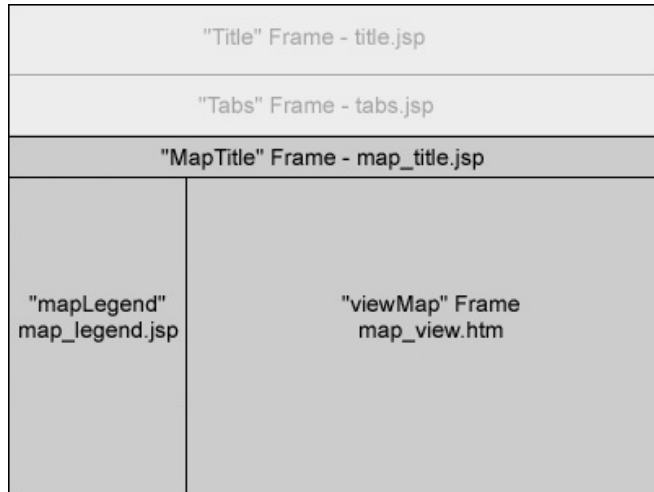 "Title" Frame - title.jsp
"Tabs" Frame - tabs.jsp
"MapTitle" Frame - map_title.jsp
"mapLegend"
map_legend.jsp
"viewMap" Frame
map_view.htm